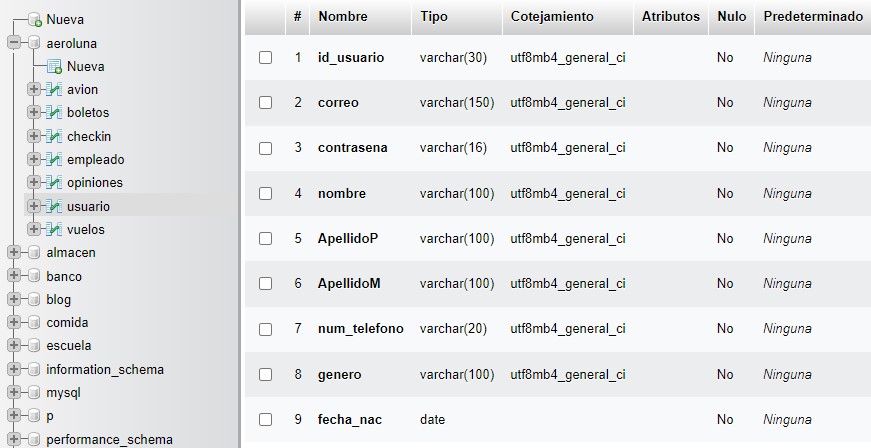 Nueva
aeroluna
Nueva
avion
boletos
checkin
empleado
opiniones
usuario
vuelos
almacen
banco
blog
comida
escuela
information_schema
mysql
p
performance_schema
# Nombre Tipo Cotejamiento Atributos Nulo Predeterminado
1 id_usuario varchar(30) utf8mb4_general_ci No Ninguna
2 correo varchar(150) utf8mb4_general_ci No Ninguna
3 contrasena varchar(16) utf8mb4_general_ci No Ninguna
4 nombre varchar(100) utf8mb4_general_ci No Ninguna
5 ApellidoP varchar(100) utf8mb4_general_ci No Ninguna
6 ApellidoM varchar(100) utf8mb4_general_ci No Ninguna
7 num_telefono varchar(20) utf8mb4_general_ci No Ninguna
8 genero varchar(100) utf8mb4_general_ci No Ninguna
9 fecha_nac date No Ninguna